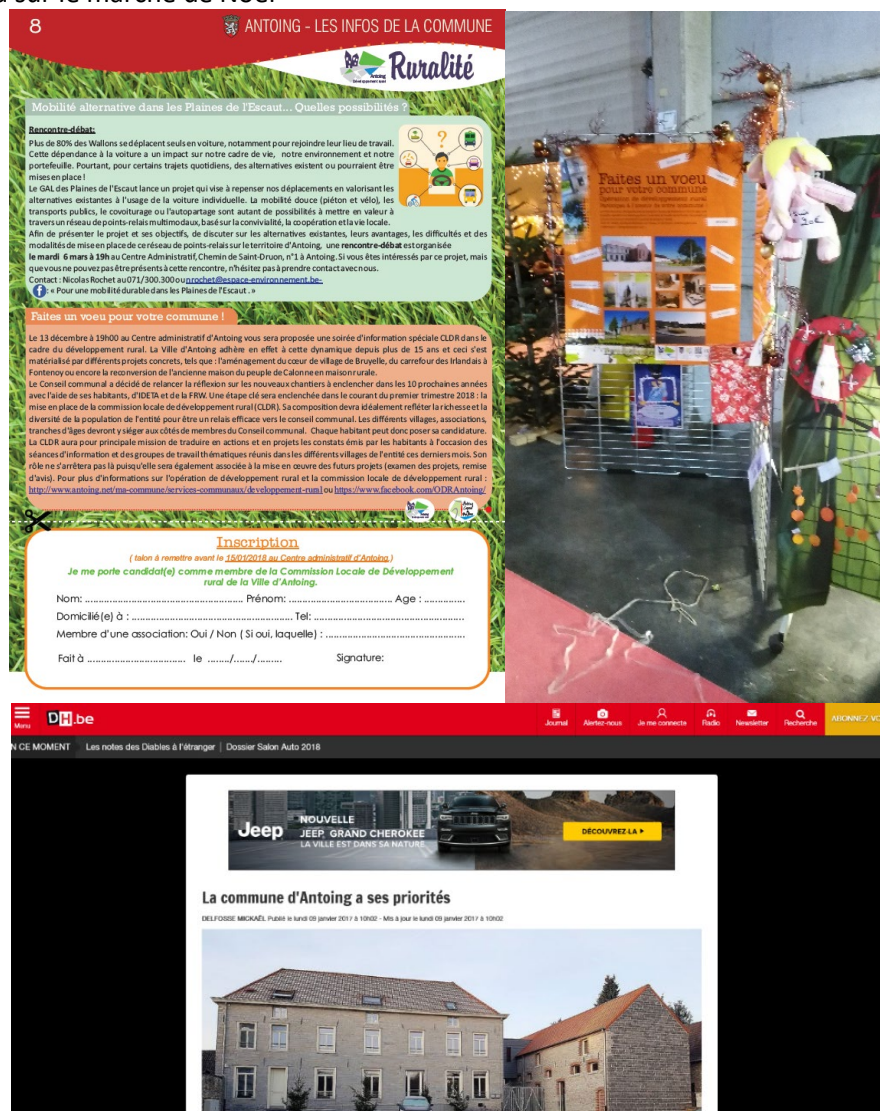 sur le marché de Noël
8
ANTOING - LES INFOS DE LA COMMUNE
Ruralité
Mobilité alternative dans les Plaines de l'Escaut... Quelles possibilités ?
Rencontre-débat:
Plus de 80% des Wallons se déplacent seuls en voiture, notamment pour rejoindre leur lieu de travail.
Cette dépendance à la voiture a un impact sur notre cadre de vie, notre environnement et notre
portefeuille. Pourtant, pour certains trajets quotidiens, des alternatives existent ou pourraient être
mises en place !
Le GAL des Plaines de l'Escaut lance un projet qui vise à repenser nos déplacements en valorisant les
alternatives existantes à l'usage de la voiture individuelle. La mobilité douce (piéton et vélo), les
transports publics, le covoiturage ou l'autopartage sont autant de possibilités à mettre en valeur à
travers un réseau de points-relais multimodaux, basé sur la convivialité, la coopération et la vie locale.
Afin de présenter le projet et ses objectifs, de discuter sur les alternatives existantes, leurs avantages, les difficultés et des
modalités de mise en place de ce réseau de points-relais sur le territoire d'Antoing, une rencontre-débat est organisée
le mardi 6 mars à 19h au Centre Administratif, Chemin de Saint-Druon, n°1 à Antoing. Si vous êtes intéressés par ce projet, mais
que vous ne pouvez pas être présents à cette rencontre, n'hésitez pas à prendre contact avec nous.
Contact : Nicolas Rochet au 071/300.300 ou nrochet@espace-environnement.be-
: « Pour une mobilité durable dans les Plaines de l'Escaut . »
Faites un voeu pour votre commune !
Le 13 décembre à 19h00 au Centre administratif d'Antoing vous sera proposée une soirée d'information spéciale CLDR dans le
cadre du développement rural. La Ville d'Antoing adhère en effet à cette dynamique depuis plus de 15 ans et ceci s'est
matérialisé par différents projets concrets, tels que : l'aménagement du cœur de village de Bruyelle, du carrefour des Irlandais à
Fontenoy ou encore la reconversion de l'ancienne maison du peuple de Calonne en maison rurale.
Le Conseil communal a décidé de relancer la réflexion sur les nouveaux chantiers à enclencher dans les 10 prochaines années
avec l'aide de ses habitants, d'IDETA et de la FRW. Une étape clé sera enclenchée dans le courant du premier trimestre 2018 : la
mise en place de la commission locale de développement rural (CLDR). Sa composition devra idéalement refléter la richesse et la
diversité de la population de l'entité pour être un relais efficace vers le conseil communal. Les différents villages, associations,
tranches d'âges devront y siéger aux côtés de membres du Conseil communal. Chaque habitant peut donc poser sa candidature.
La CLDR aura pour principale mission de traduire en actions et en projets les constats émis par les habitants à l'occasion des
séances d'information et des groupes de travail thématiques réunis dans les différents villages de l'entité ces derniers mois. Son
rôle ne s'arrêtera pas là puisqu'elle sera également associée à la mise en œuvre des futurs projets (examen des projets, remise
d'avis). Pour plus d'informations sur l'opération de développement rural et la commission locale de développement rural :
http://www.antoing.net/ma-commune/services-communaux/developpement-rural ou https://www.facebook.com/ODRAntoing/
Inscription
( talon à remettre avant le 15/01/2018 au Centre administratif d'Antoing.)
Je me porte candidat(e) comme membre de la Commission Locale de Développement
rural de la Ville d'Antoing.
Nom: ............ Prénom: ............ Age : ............
Domicilié(e) à : ............ Tel: ............
Membre d'une association: Oui / Non ( Si oui, laquelle) : ............
Fait à ............ le ......../......./......... Signature:
Faites un voeu
pour votre commune
Opération de développement rural
DH.be
Menu
Journal
Alertez-nous
Je me connecte
Radio
Newsletter
Recherche
ABONNEZ-VO
N CE MOMENT Les notes des Diables à l'étranger | Dossier Salon Auto 2018
Jeep
NOUVELLE
JEEP GRAND CHEROKEE
LA VILLE EST DANS SA NATURE.
DÉCOUVREZ-LA
La commune d'Antoing a ses priorités
DELFOSSE MICKAËL Publié le lundi 09 janvier 2017 à 10h02 - Mis à jour le lundi 09 janvier 2017 à 10h02